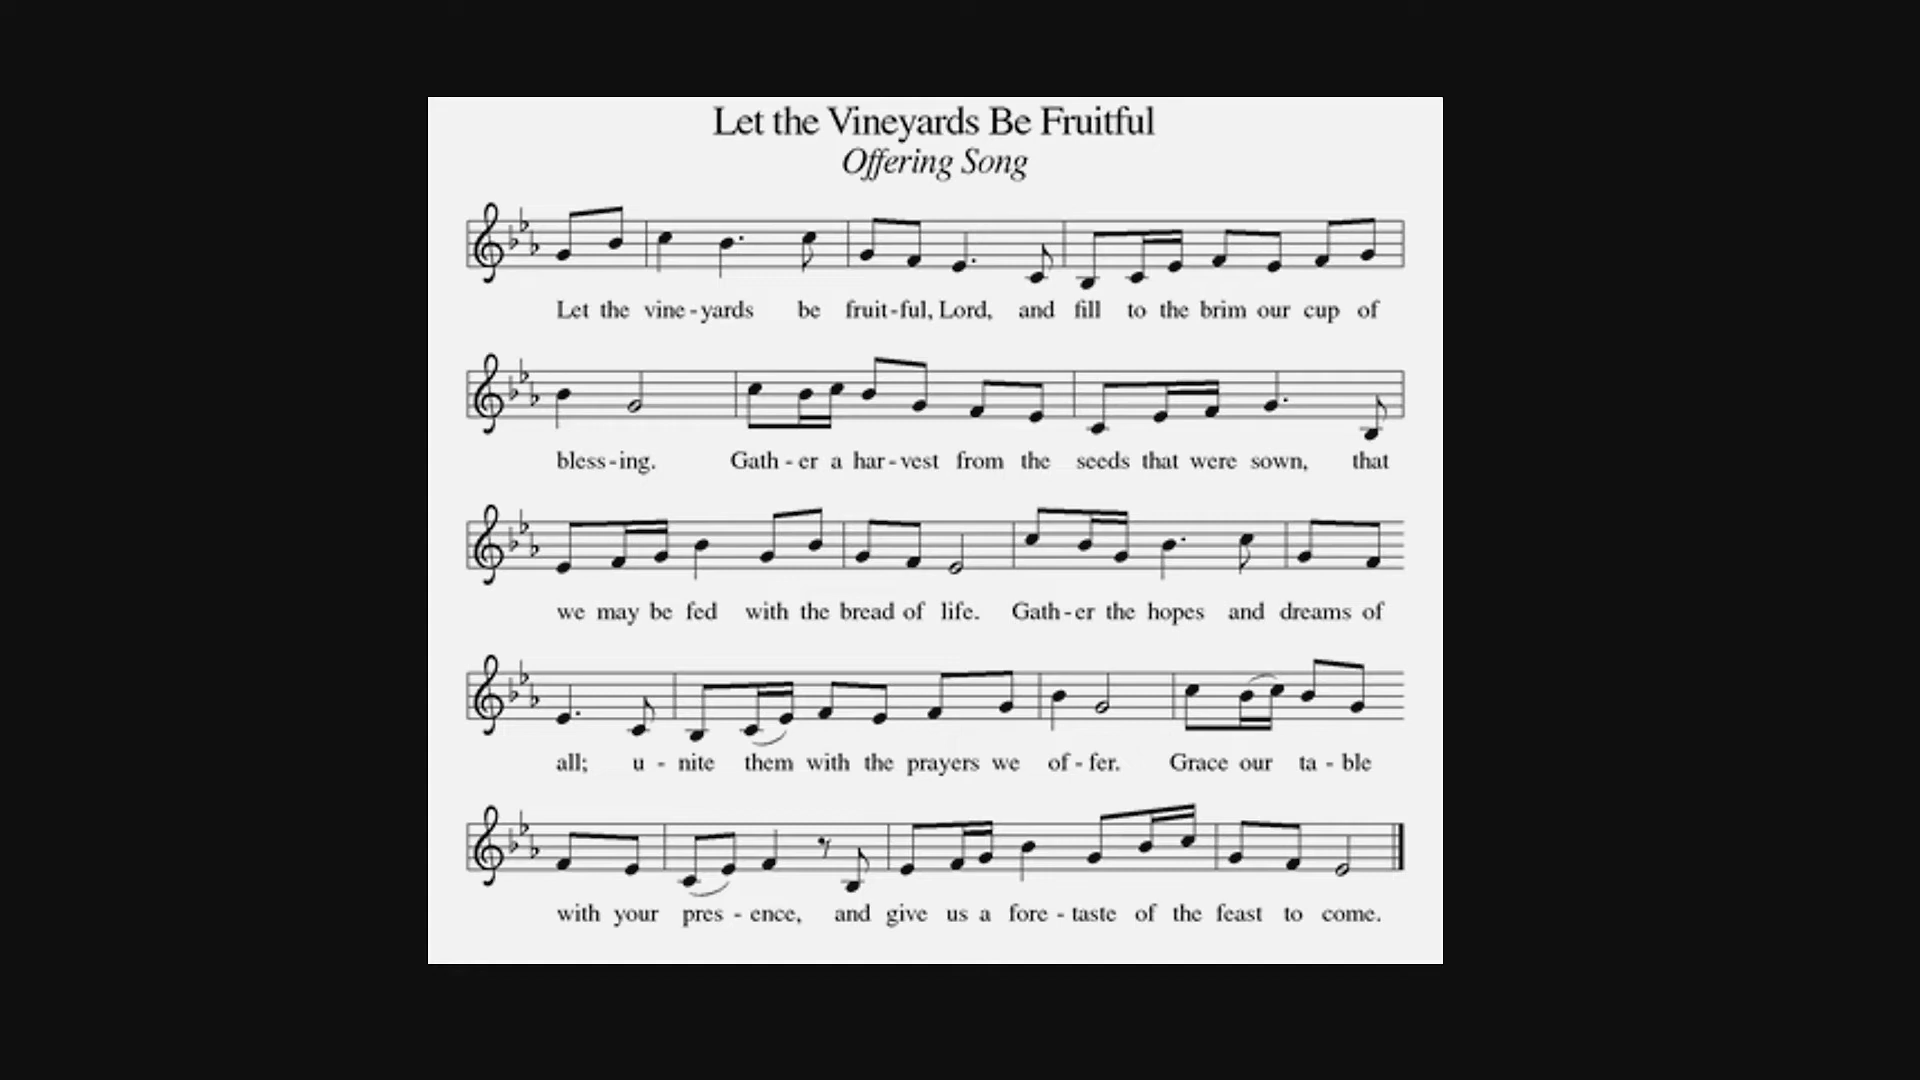 Let the Vineyards Be Fruitful
Offering Song
Let the vine - yards be fruit - ful, Lord, and fill to the brim our cup of
bless - ing. Gath - er a har - vest from the seeds that were sown, that
we may be fed with the bread of life. Gath - er the hopes and dreams of
all; u - nite them with the prayers we of - fer. Grace our ta - ble
with your pres - ence, and give us a fore - taste of the feast to come.